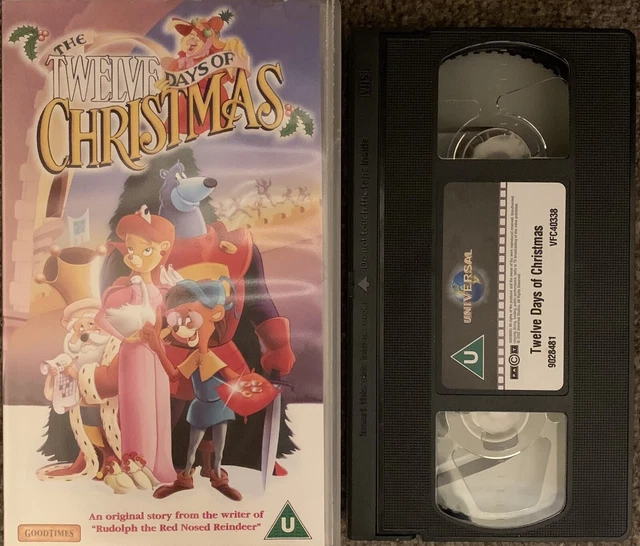 THE
TWELVE DAYS OF
CHRISTMAS
An original story from the writer of
"Rudolph the Red Nosed Reindeer"
GOODTIMES
U
VHS
UNIVERSAL
U
Twelve Days of Christmas
9028481 VFC40338